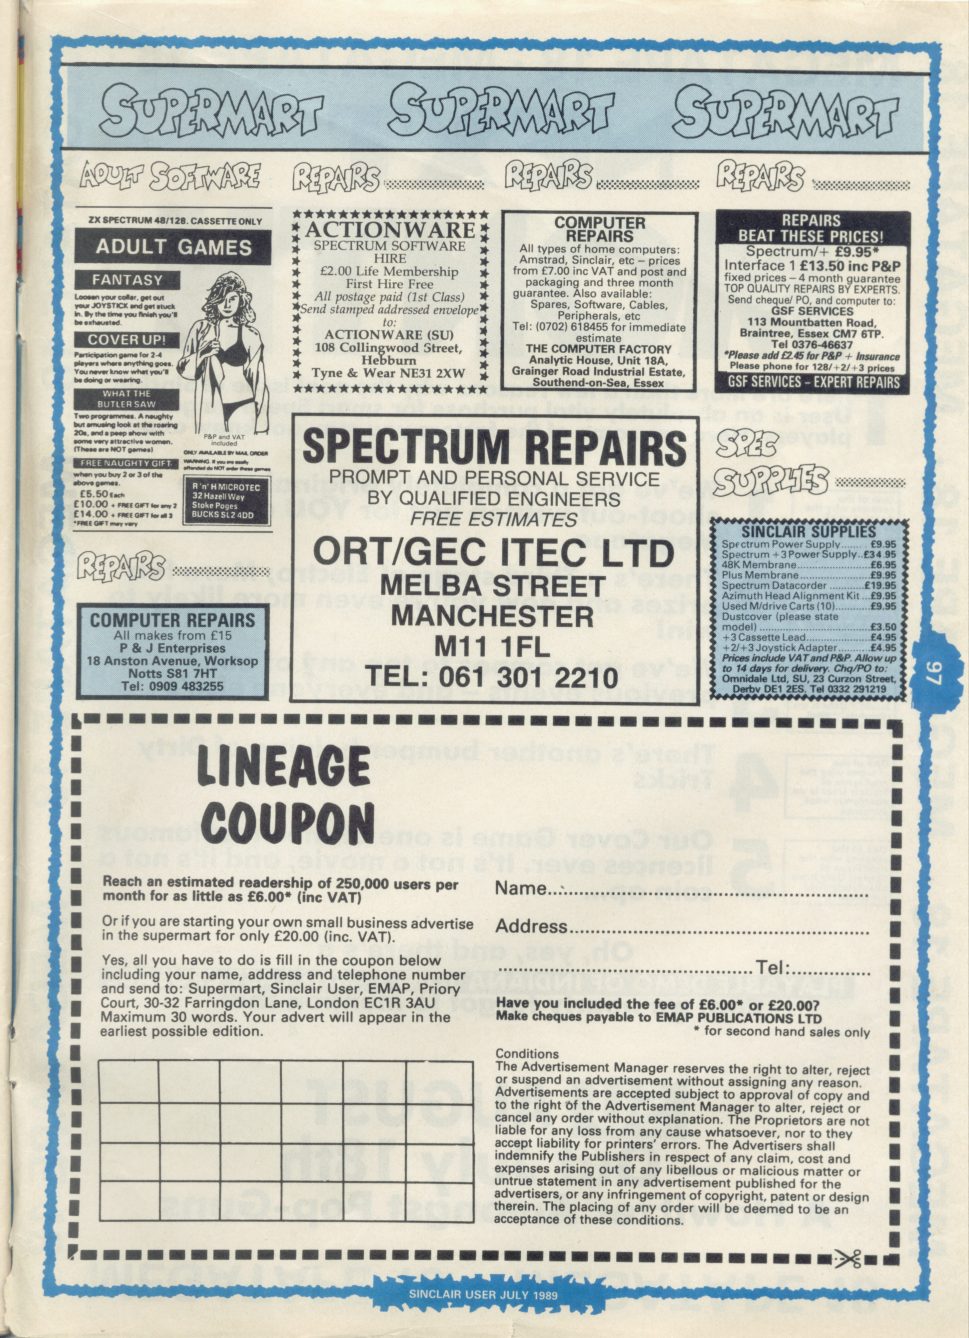 SUPERMART SUPERMART SUPERMART
ADULT SOFTWARE
ZX SPECTRUM 48/128. CASSETTE ONLY
ADULT GAMES
FANTASY
Loosen your collar, get out
your JOYSTICK and get stuck
in. By the time you finish you'll
be exhausted.
COVER UP!
Participation game for 2-4
players where anything goes.
You never know what you'll
be doing or wearing.
WHAT THE
BUTLER SAW
Two programmes. A naughty
but amusing look at the roaring
20s, and a peep show with
some very attractive women.
(These are NOT games)
FREE NAUGHTY GIFT
when you buy 2 or 3 of the
above games.
£5.50 Each
£10.00 + FREE GIFT for any 2
£14.00 + FREE GIFT for all 3
*FREE GIFT may vary
P&P and VAT
included
ONLY AVAILABLE BY MAIL ORDER
WARNING. If you are easily
offended do NOT order these games
R 'n' H MICROTEC
32 Hazell Way
Stoke Poges
BUCKS SL2 4DD
REPAIRS
COMPUTER REPAIRS
All makes from £15
P & J Enterprises
18 Anston Avenue, Worksop
Notts S81 7HT
Tel: 0909 483255
REPAIRS
ACTIONWARE
SPECTRUM SOFTWARE
HIRE
£2.00 Life Membership
First Hire Free
All postage paid (1st Class)
Send stamped addressed envelope
to:
ACTIONWARE (SU)
108 Collingwood Street,
Hebburn
Tyne & Wear NE31 2XW
REPAIRS
COMPUTER
REPAIRS
All types of home computers:
Amstrad, Sinclair, etc – prices
from £7.00 inc VAT and post and
packaging and three month
guarantee. Also available:
Spares, Software, Cables,
Peripherals, etc
Tel: (0702) 618455 for immediate
estimate
THE COMPUTER FACTORY
Analytic House, Unit 18A,
Grainger Road Industrial Estate,
Southend-on-Sea, Essex
REPAIRS
REPAIRS
BEAT THESE PRICES!
Spectrum/+ £9.95*
Interface 1 £13.50 inc P&P
fixed prices – 4 month guarantee
TOP QUALITY REPAIRS BY EXPERTS.
Send cheque/ PO, and computer to:
GSF SERVICES
113 Mountbatten Road,
Braintree, Essex CM7 6TP.
Tel 0376-46637
*Please add £2.45 for P&P + Insurance
Please phone for 128/+2/+3 prices
GSF SERVICES - EXPERT REPAIRS
SPECTRUM REPAIRS
PROMPT AND PERSONAL SERVICE
BY QUALIFIED ENGINEERS
FREE ESTIMATES
ORT/GEC ITEC LTD
MELBA STREET
MANCHESTER
M11 1FL
TEL: 061 301 2210
SPEC
SUPPLIES
SINCLAIR SUPPLIES
Spectrum Power Supply........£9.95
Spectrum +3 Power Supply..£34.95
48K Membrane....................£6.95
Plus Membrane...................£9.95
Spectrum Datacorder..........£19.95
Azimuth Head Alignment Kit...£9.95
Used M/drive Carts (10).........£9.95
Dustcover (please state
model)...............................£3.50
+3 Cassette Lead.................£4.95
+2/+3 Joystick Adapter.........£4.95
Prices include VAT and P&P. Allow up
to 14 days for delivery. Chq/PO to:
Omnidale Ltd, SU, 23 Curzon Street,
Derby DE1 2ES. Tel 0332 291219
97
LINEAGE
COUPON
Reach an estimated readership of 250,000 users per
month for as little as £6.00* (inc VAT)
Or if you are starting your own small business advertise
in the supermart for only £20.00 (inc. VAT).
Yes, all you have to do is fill in the coupon below
including your name, address and telephone number
and send to: Supermart, Sinclair User, EMAP, Priory
Court, 30-32 Farringdon Lane, London EC1R 3AU
Maximum 30 words. Your advert will appear in the
earliest possible edition.
Name..................................................
Address...............................................
........................................Tel:............
Have you included the fee of £6.00* or £20.00?
Make cheques payable to EMAP PUBLICATIONS LTD
* for second hand sales only
Conditions
The Advertisement Manager reserves the right to alter, reject
or suspend an advertisement without assigning any reason.
Advertisements are accepted subject to approval of copy and
to the right of the Advertisement Manager to alter, reject or
cancel any order without explanation. The Proprietors are not
liable for any loss from any cause whatsoever, nor to they
accept liability for printers' errors. The Advertisers shall
indemnify the Publishers in respect of any claim, cost and
expenses arising out of any libellous or malicious matter or
untrue statement in any advertisement published for the
advertisers, or any infringement of copyright, patent or design
therein. The placing of any order will be deemed to be an
acceptance of these conditions.
SINCLAIR USER JULY 1989